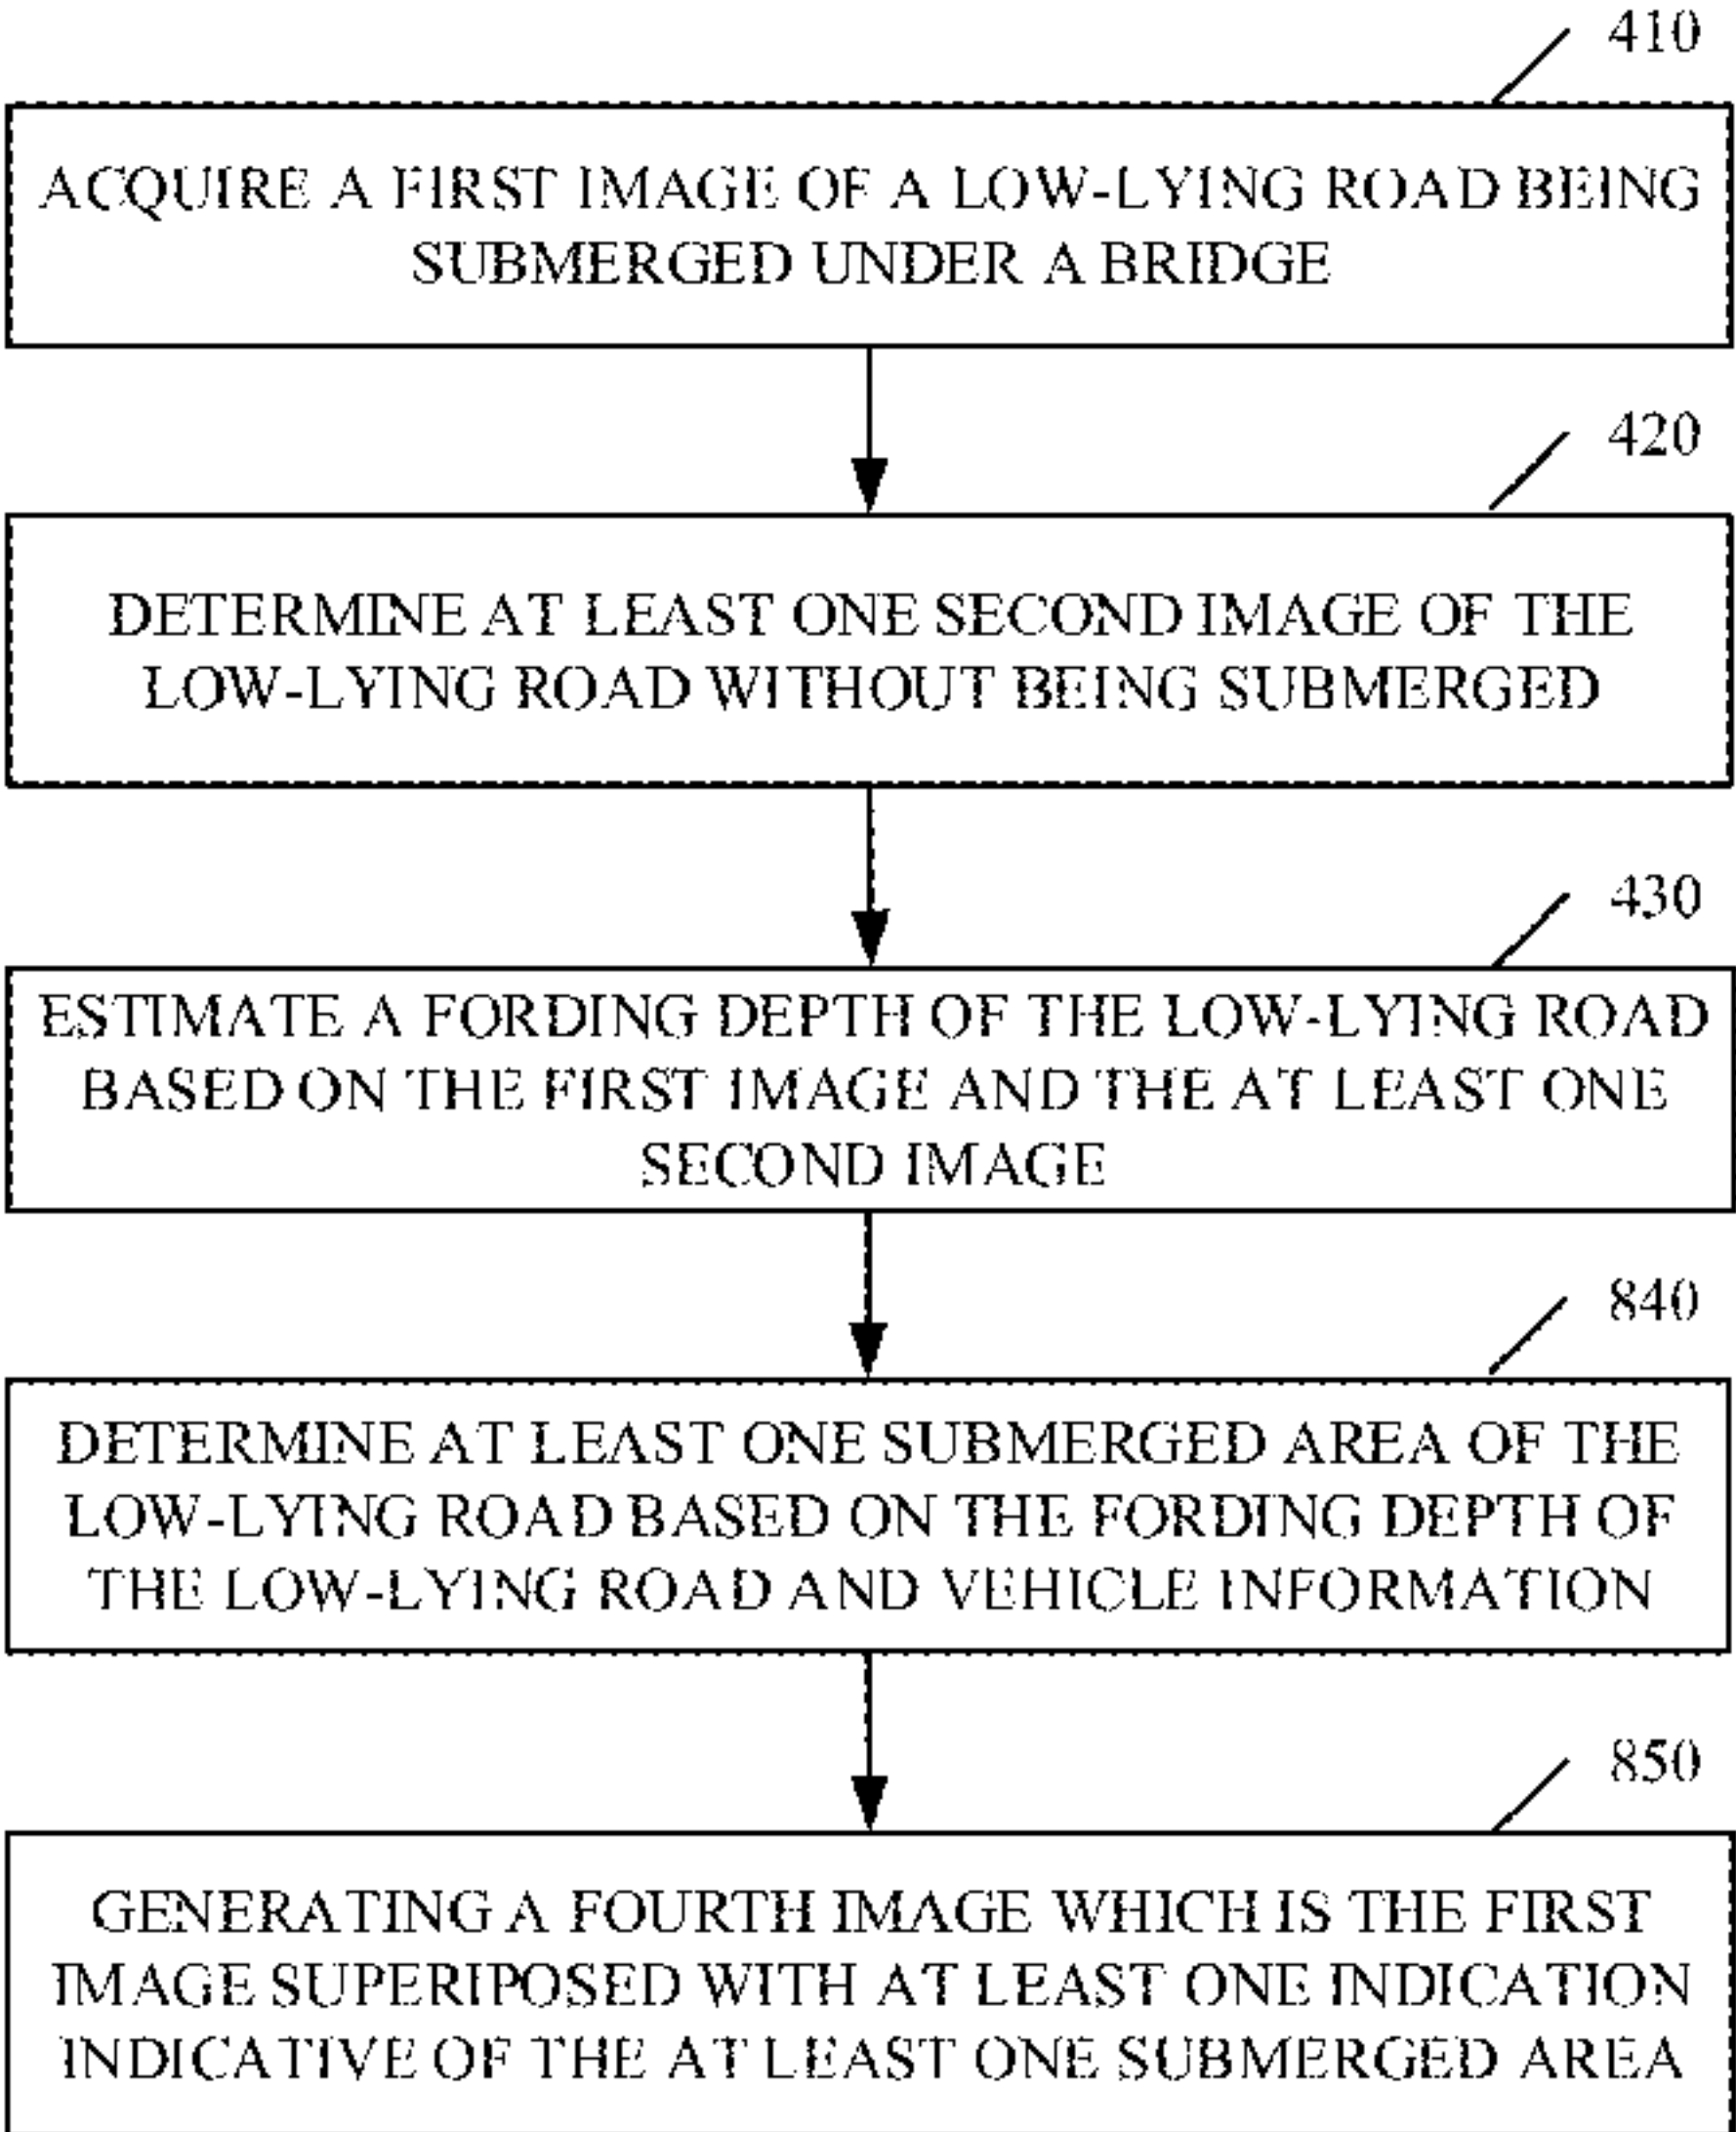 410
ACQUIRE A FIRST IMAGE OF A LOW-LYING ROAD BEING
SUBMERGED UNDER A BRIDGE
420
DETERMINE AT LEAST ONE SECOND IMAGE OF THE
LOW-LYING ROAD WITHOUT BEING SUBMERGED
430
ESTIMATE A FORDING DEPTH OF THE LOW-LYING ROAD
BASED ON THE FIRST IMAGE AND THE AT LEAST ONE
SECOND IMAGE
840
DETERMINE AT LEAST ONE SUBMERGED AREA OF THE
LOW-LYING ROAD BASED ON THE FORDING DEPTH OF
THE LOW-LYING ROAD AND VEHICLE INFORMATION
850
GENERATING A FOURTH IMAGE WHICH IS THE FIRST
IMAGE SUPERIPOSED WITH AT LEAST ONE INDICATION
INDICATIVE OF THE AT LEAST ONE SUBMERGED AREA